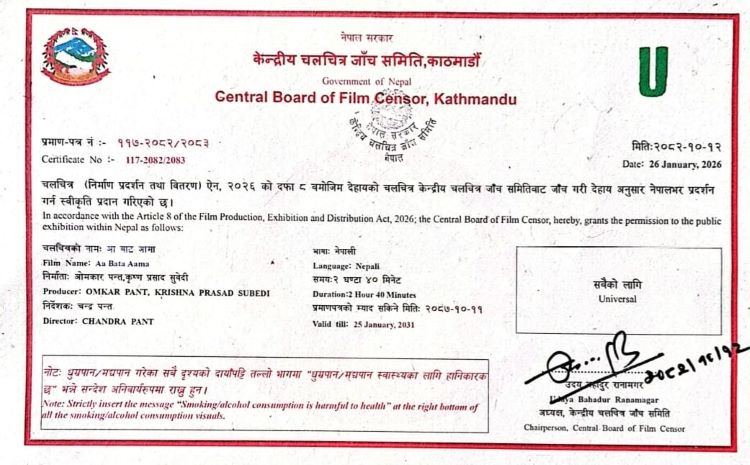 नेपाल सरकार
केन्द्रीय चलचित्र जाँच समिति,काठमाडौं
Government of Nepal
Central Board of Film Censor, Kathmandu
U
नेपाल सरकार
केन्द्रिय चलचित्र जाँच समिति
नेपाल
प्रमाण-पत्र नं :- ११७-२०८२/२०८३
मितिः२०८२-१०-१२
Certificate No :- 117-2082/2083
Date: 26 January, 2026
चलचित्र (निर्माण प्रदर्शन तथा वितरण) ऐन, २०२६ को दफा ८ बमोजिम देहायको चलचित्र केन्द्रीय चलचित्र जाँच समितिबाट जाँच गरी देहाय अनुसार नेपालभर प्रदर्शन
गर्न स्वीकृति प्रदान गरिएको छ।
In accordance with the Article 8 of the Film Production, Exhibition and Distribution Act, 2026; the Central Board of Film Censor, hereby, grants the permission to the public
exhibition within Nepal as follows:
चलचित्रको नामः आ बाट आमा
भाषाः नेपाली
Film Name: Aa Bata Aama
Language: Nepali
निर्माताः ओमकार पन्त,कृष्ण प्रसाद सुवेदी
समयः२ घण्टा ४० मिनेट
Producer: OMKAR PANT, KRISHNA PRASAD SUBEDI
Duration:2 Hour 40 Minutes
निर्देशकः चन्द्र पन्त
प्रमाणपत्रको म्याद सकिने मितिः २०८७-१०-११
Director: CHANDRA PANT
Valid till: 25 January, 2031
सबैको लागि
Universal
नोटः धुम्रपान/मद्यपान गरेका सबै दृश्यको दायाँपट्टि तल्लो भागमा "धुम्रपान/मद्यपान स्वास्थ्यका लागि हानिकारक
छ" भन्ने सन्देश अनिवार्यरुपमा राख्नु हुन।
Note: Strictly insert the message "Smoking/alcohol consumption is harmful to health" at the right bottom of
all the smoking/alcohol consumption visuals.
२०८२/१०/१२
उदय बहादुर रानामगर
Udaya Bahadur Ranamagar
अध्यक्ष, केन्द्रीय चलचित्र जाँच समिति
Chairperson, Central Board of Film Censor